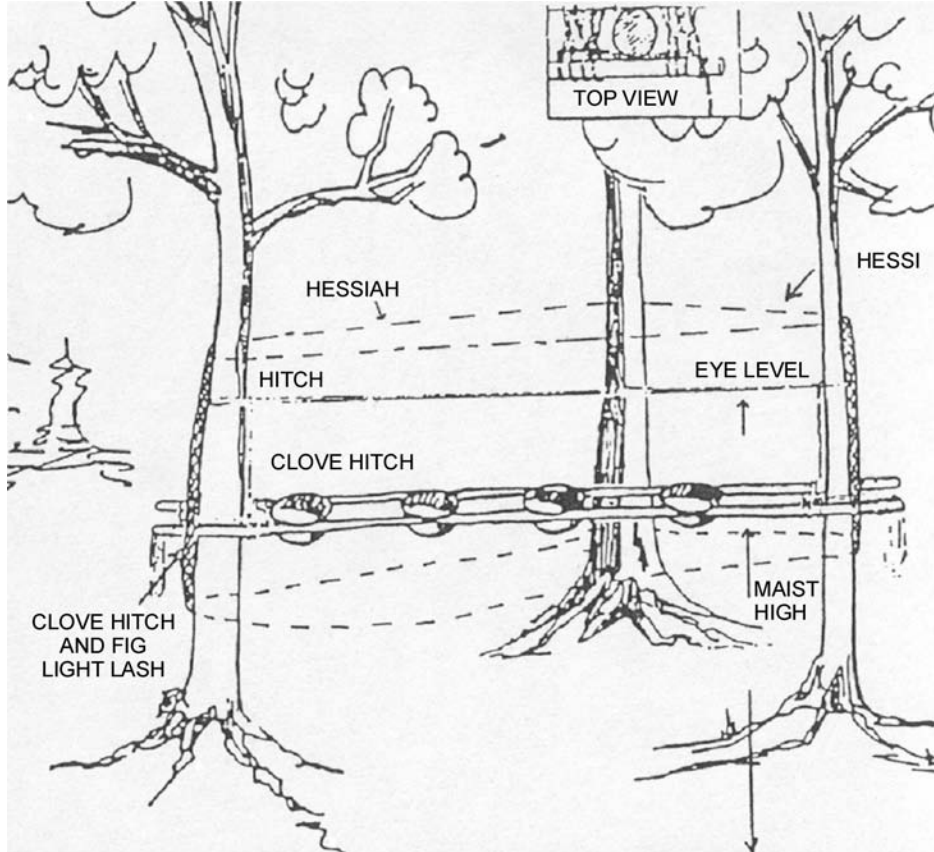 TOP VIEW
HESSI
HESSIAH
EYE LEVEL
HITCH
CLOVE HITCH
MAIST
HIGH
CLOVE HITCH
AND FIG
LIGHT LASH